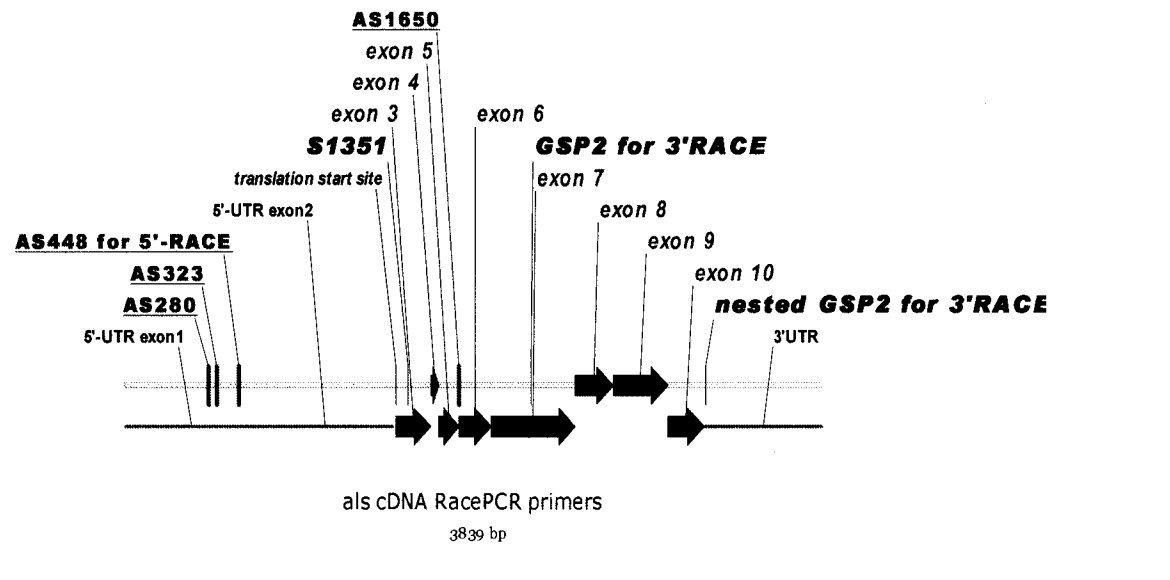 AS1650
exon 5
exon 4
exon 3
exon 6
S1351
GSP2 for 3'RACE
translation start site
exon 7
5'-UTR exon2
exon 8
AS448 for 5'-RACE
exon 9
AS323
exon 10
AS280
nested GSP2 for 3'RACE
5'-UTR exon1
3'UTR
als cDNA RacePCR primers
3839 bp